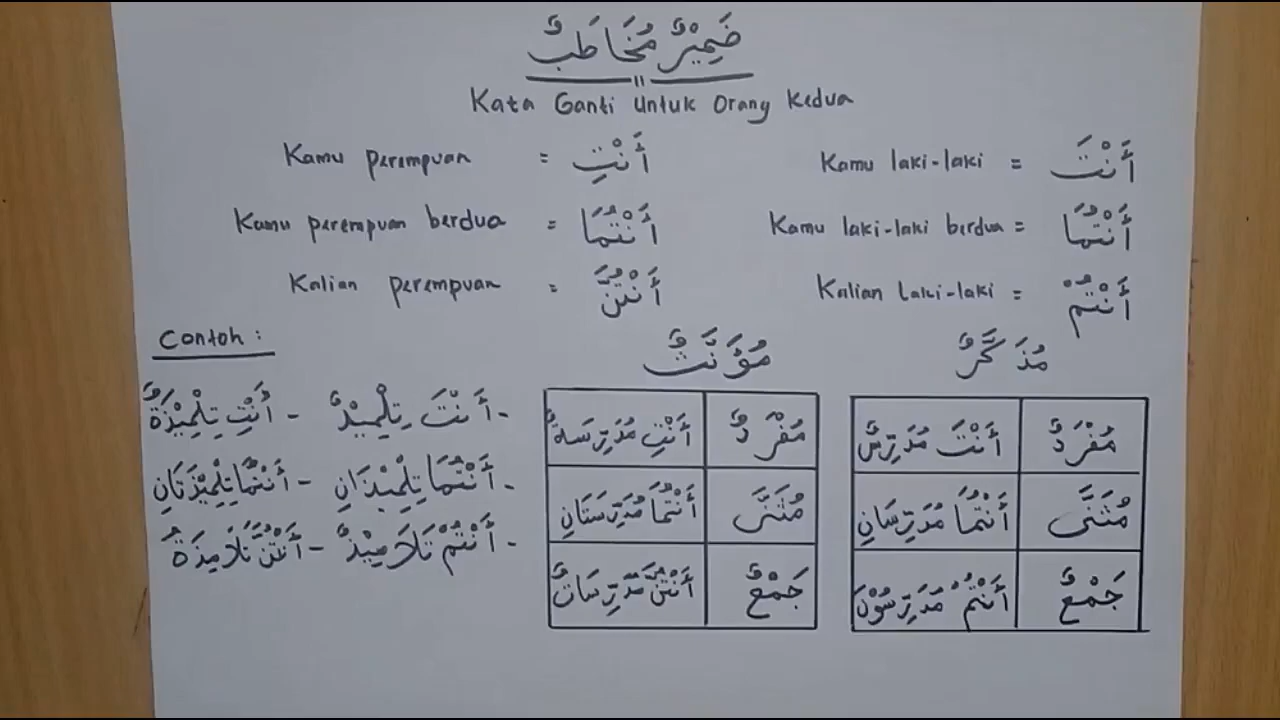 ضَمِيْرٌ مُخَاطَبٌ
Kata Ganti Untuk Orang Kedua
أَنْتَ = Kamu laki-laki
أَنْتُمَا = Kamu laki-laki berdua
أَنْتُمْ = Kalian Laki-laki
أَنْتِ = Kamu perempuan
أَنْتُمَا = Kamu perempuan berdua
أَنْتُنَّ = Kalian perempuan
مُذَكَّرٌ
مُفْرَدٌ أَنْتَ مُدَرِّسٌ
مُثَنَّى أَنْتُمَا مُدَرِّسَانِ
جَمْعٌ أَنْتُمْ مُدَرِّسُوْنَ
مُؤَنَّثٌ
مُفْرَدٌ أَنْتِ مُدَرِّسَةٌ
مُثَنَّى أَنْتُمَا مُدَرِّسَتَانِ
جَمْعٌ أَنْتُنَّ مُدَرِّسَاتٌ
Contoh :
- أَنْتَ تِلْمِيْذٌ - أَنْتِ تِلْمِيْذَةٌ
- أَنْتُمَا تِلْمِيْذَانِ - أَنْتُمَا تِلْمِيْذَتَانِ
- أَنْتُمْ تَلَامِيْذٌ - أَنْتُنَّ تَلَامِذَةٌ